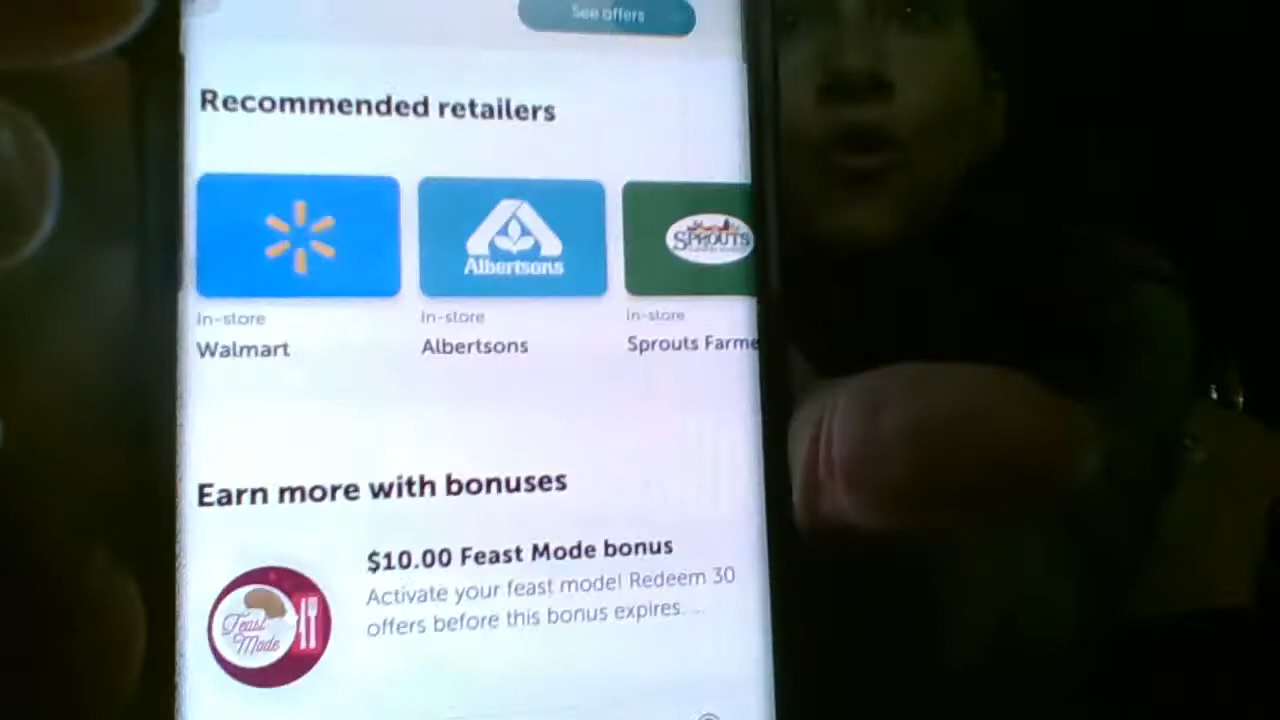 See offers
Recommended retailers
Albertsons
SPROUTS
In-store
In-store
In-store
Walmart
Albertsons
Sprouts Farme
Earn more with bonuses
$10.00 Feast Mode bonus
Activate your feast mode! Redeem 30
offers before this bonus expires. ...
Feast
Mode